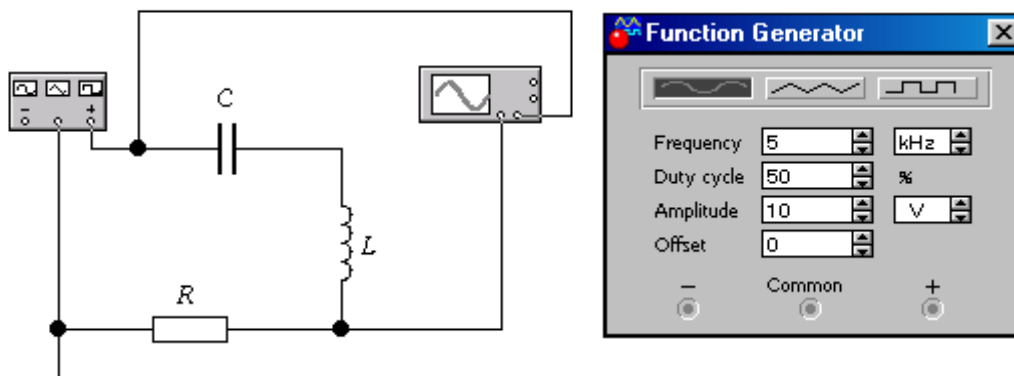 C
L
R
− +
Function Generator
Frequency 5 kHz
Duty cycle 50 %
Amplitude 10 V
Offset 0
− Common +